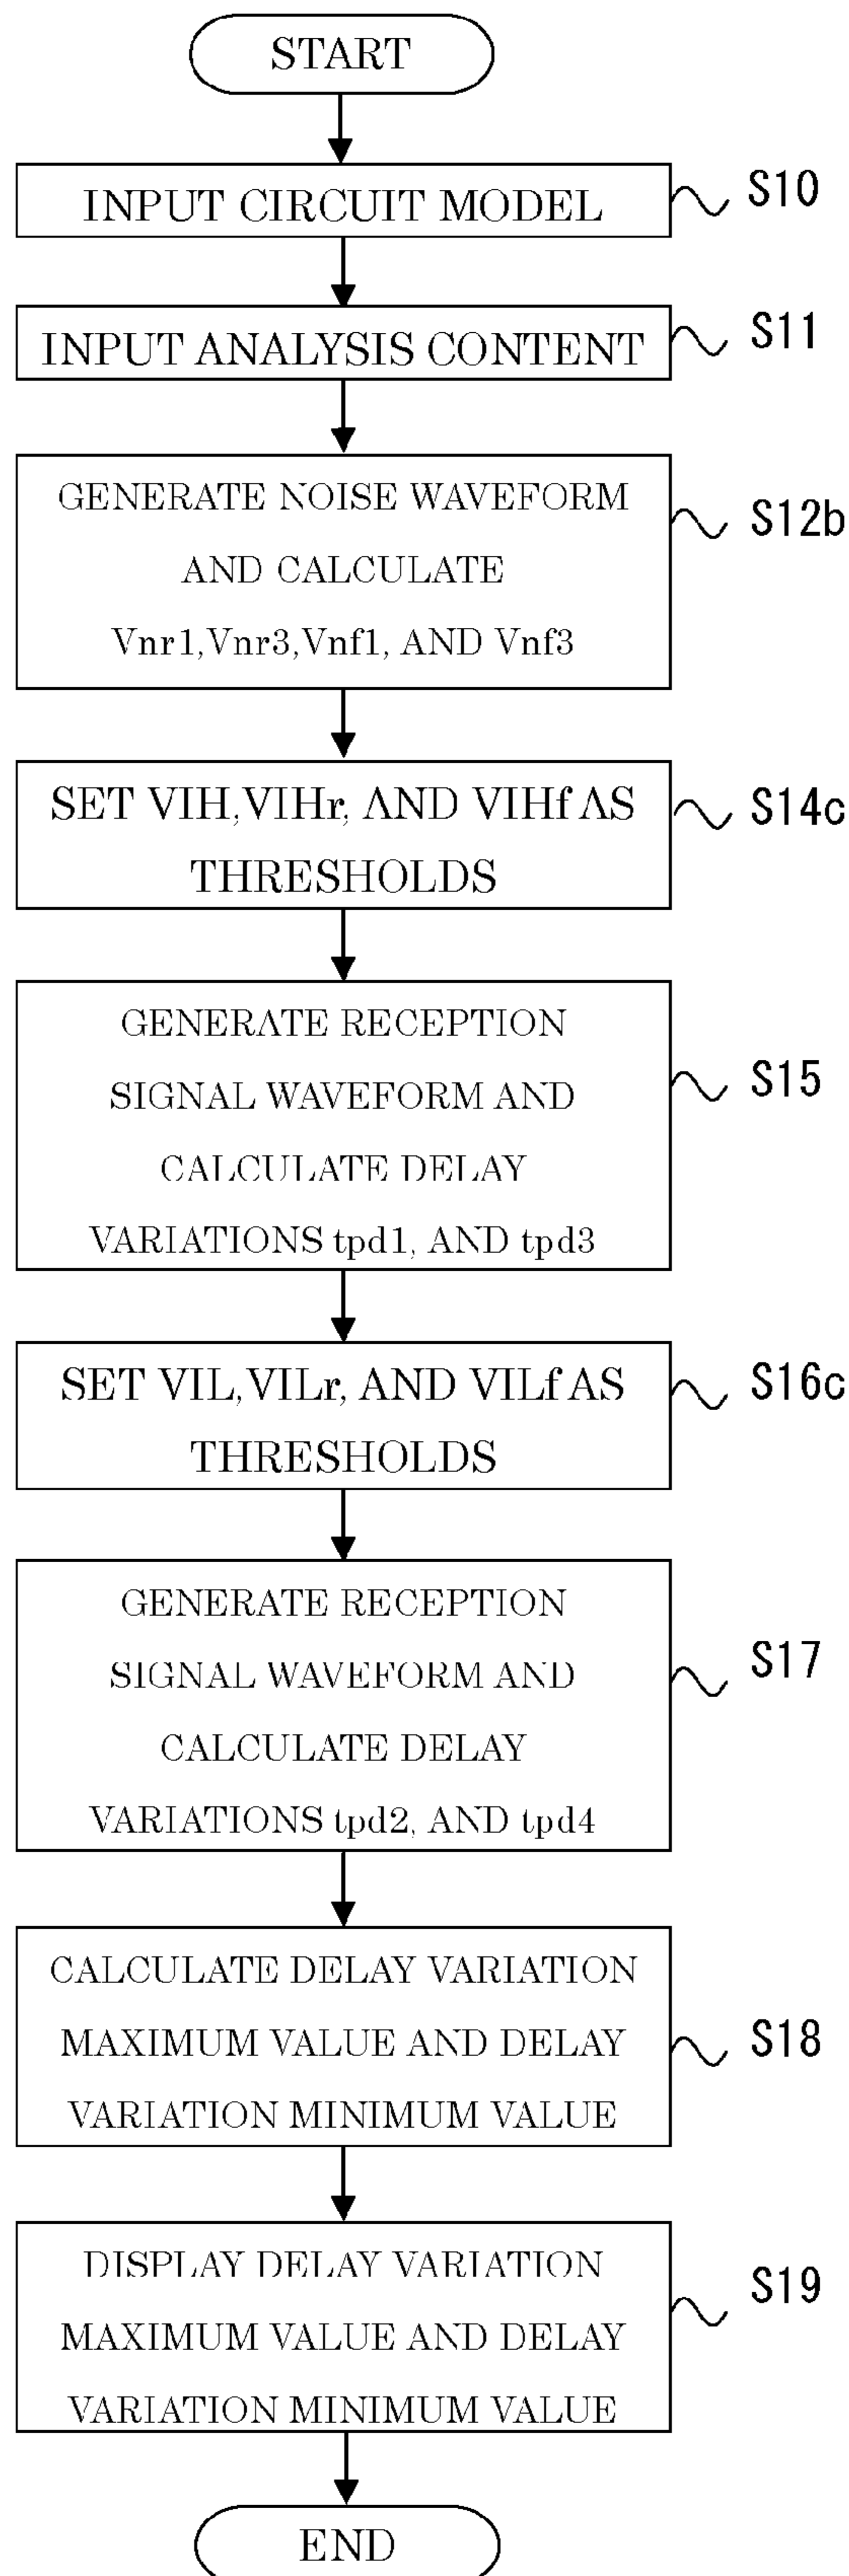 START
INPUT CIRCUIT MODEL
S10
INPUT ANALYSIS CONTENT
S11
GENERATE NOISE WAVEFORM
AND CALCULATE
Vnr1,Vnr3,Vnf1, AND Vnf3
S12b
SET VIH,VIHr, AND VIHf AS
THRESHOLDS
S14c
GENERATE RECEPTION
SIGNAL WAVEFORM AND
CALCULATE DELAY
VARIATIONS tpd1, AND tpd3
S15
SET VIL,VILr, AND VILf AS
THRESHOLDS
S16c
GENERATE RECEPTION
SIGNAL WAVEFORM AND
CALCULATE DELAY
VARIATIONS tpd2, AND tpd4
S17
CALCULATE DELAY VARIATION
MAXIMUM VALUE AND DELAY
VARIATION MINIMUM VALUE
S18
DISPLAY DELAY VARIATION
MAXIMUM VALUE AND DELAY
VARIATION MINIMUM VALUE
S19
END